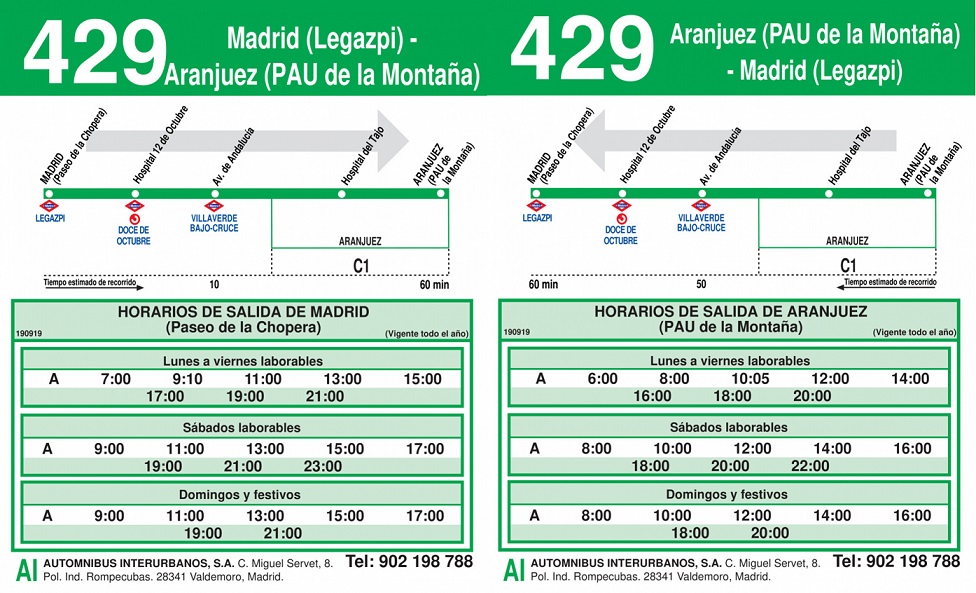 429
Madrid (Legazpi) -
Aranjuez (PAU de la Montaña)
MADRID
(Paseo de la Chopera)
Hospital 12 de Octubre
Av. de Andalucía
Hospital del Tajo
ARANJUEZ
(PAU de
la Montaña)
LEGAZPI
DOCE DE
OCTUBRE
VILLAVERDE
BAJO-CRUCE
ARANJUEZ
C1
Tiempo estimado de recorrido
10
60 min
HORARIOS DE SALIDA DE MADRID
(Paseo de la Chopera)
190919
(Vigente todo el año)
Lunes a viernes laborables
A 7:00 9:10 11:00 13:00 15:00
17:00 19:00 21:00
Sábados laborables
A 9:00 11:00 13:00 15:00 17:00
19:00 21:00 23:00
Domingos y festivos
A 9:00 11:00 13:00 15:00 17:00
19:00 21:00
AI
AUTOMNIBUS INTERURBANOS, S.A. C. Miguel Servet, 8.
Pol. Ind. Rompecubas. 28341 Valdemoro, Madrid.
Tel: 902 198 788
429
Aranjuez (PAU de la Montaña)
- Madrid (Legazpi)
MADRID
(Paseo de la Chopera)
Hospital 12 de Octubre
Av. de Andalucía
Hospital del Tajo
ARANJUEZ
(PAU de
la Montaña)
LEGAZPI
DOCE DE
OCTUBRE
VILLAVERDE
BAJO-CRUCE
ARANJUEZ
C1
60 min
50
Tiempo estimado de recorrido
HORARIOS DE SALIDA DE ARANJUEZ
(PAU de la Montaña)
190919
(Vigente todo el año)
Lunes a viernes laborables
A 6:00 8:00 10:05 12:00 14:00
16:00 18:00 20:00
Sábados laborables
A 8:00 10:00 12:00 14:00 16:00
18:00 20:00 22:00
Domingos y festivos
A 8:00 10:00 12:00 14:00 16:00
18:00 20:00
AI
AUTOMNIBUS INTERURBANOS, S.A. C. Miguel Servet, 8.
Pol. Ind. Rompecubas. 28341 Valdemoro, Madrid.
Tel: 902 198 788